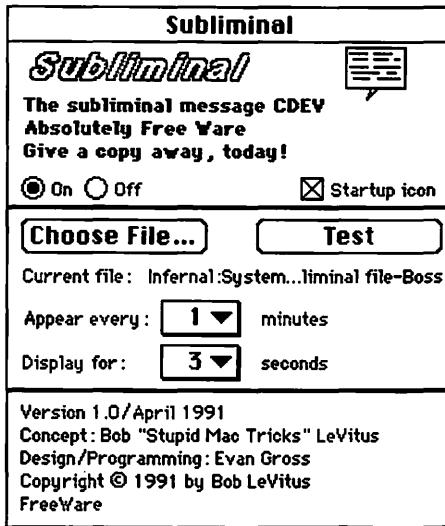 Subliminal
Subliminal
The subliminal message CDEV
Absolutely Free Ware
Give a copy away, today!
On Off Startup icon
Choose File... Test
Current file: Infernal:System...liminal file-Boss
Appear every: 1 minutes
Display for: 3 seconds
Version 1.0/April 1991
Concept: Bob "Stupid Mac Tricks" LeVitus
Design/Programming: Evan Gross
Copyright © 1991 by Bob LeVitus
FreeWare